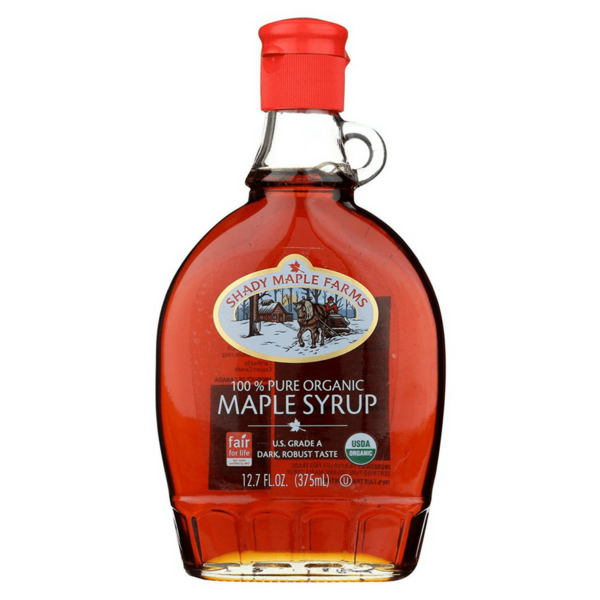 SHADY MAPLE FARMS
100 % PURE ORGANIC
MAPLE SYRUP
U.S. GRADE A
DARK, ROBUST TASTE
fair
for life
USDA
ORGANIC
12.7 FL.OZ. (375mL) U